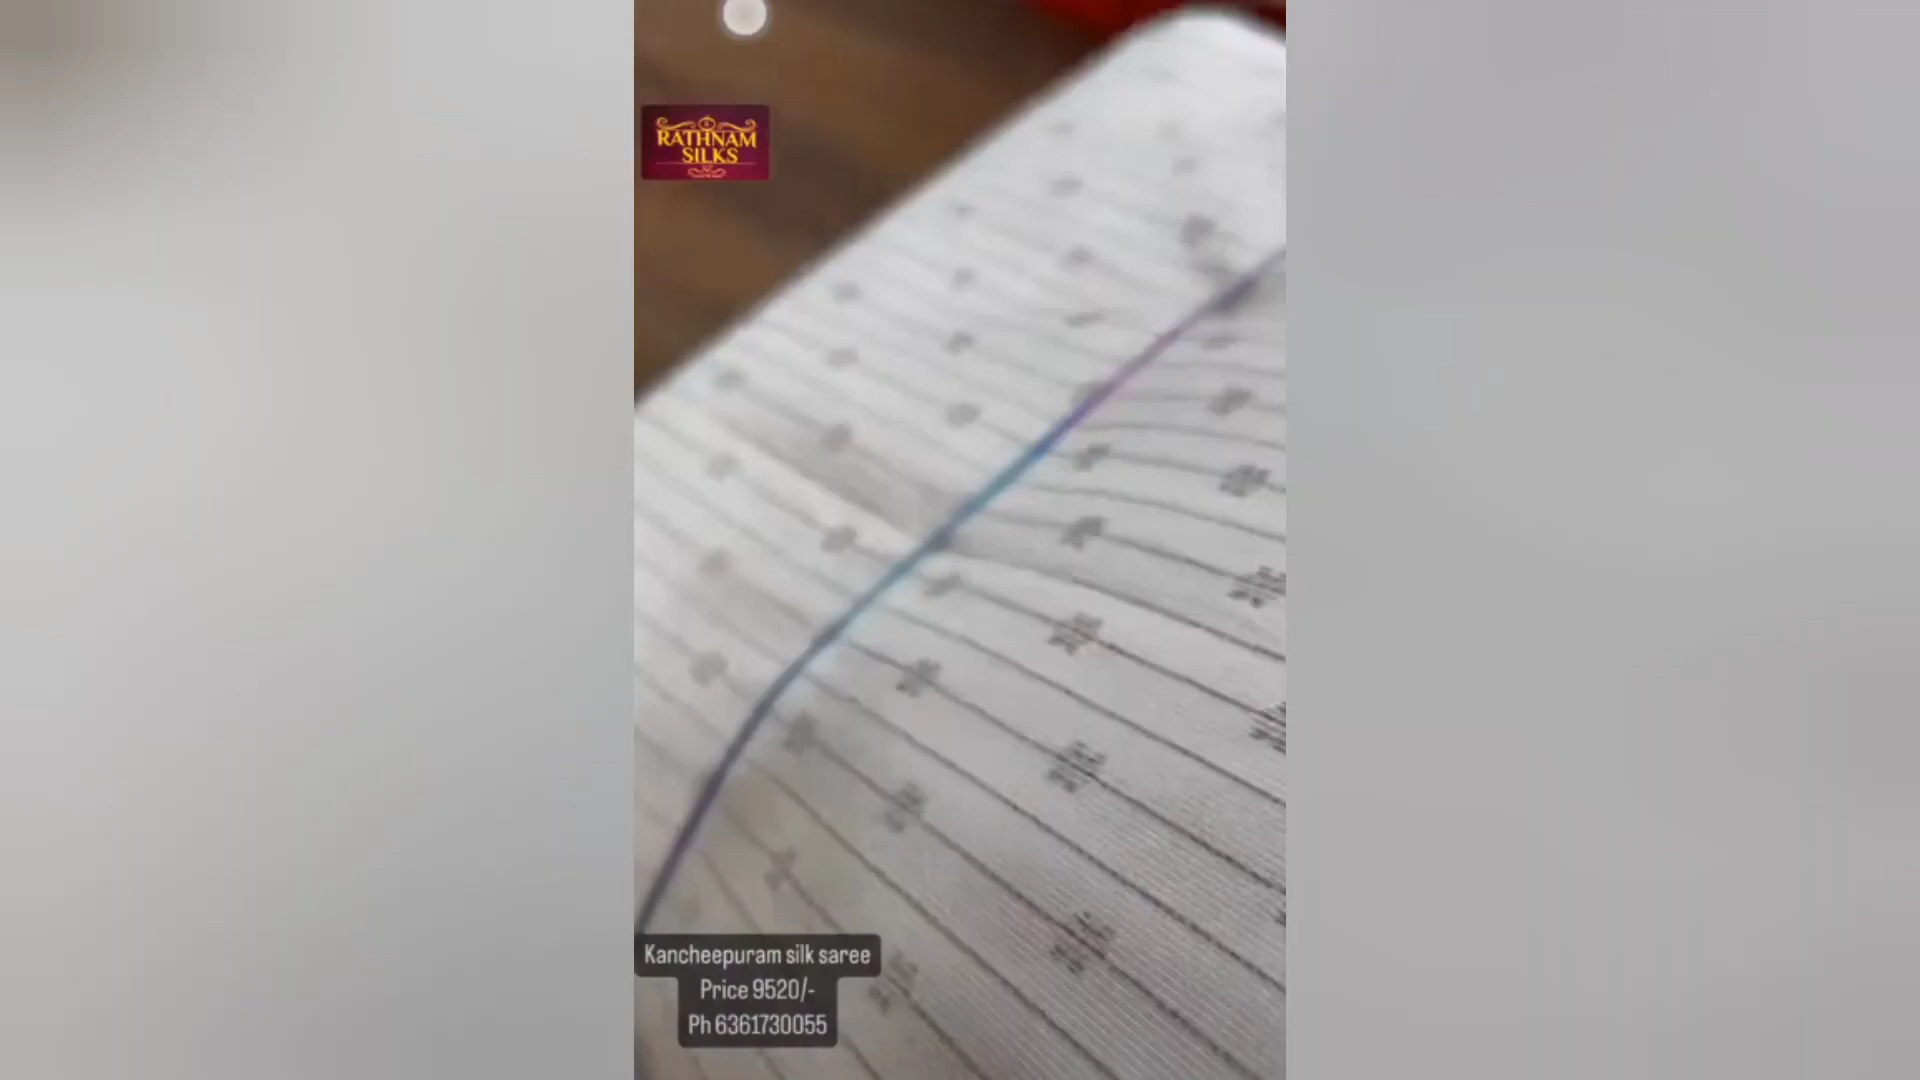 RATHNAM
SILKS
Kancheepuram silk saree
Price 9520/-
Ph 6361730055